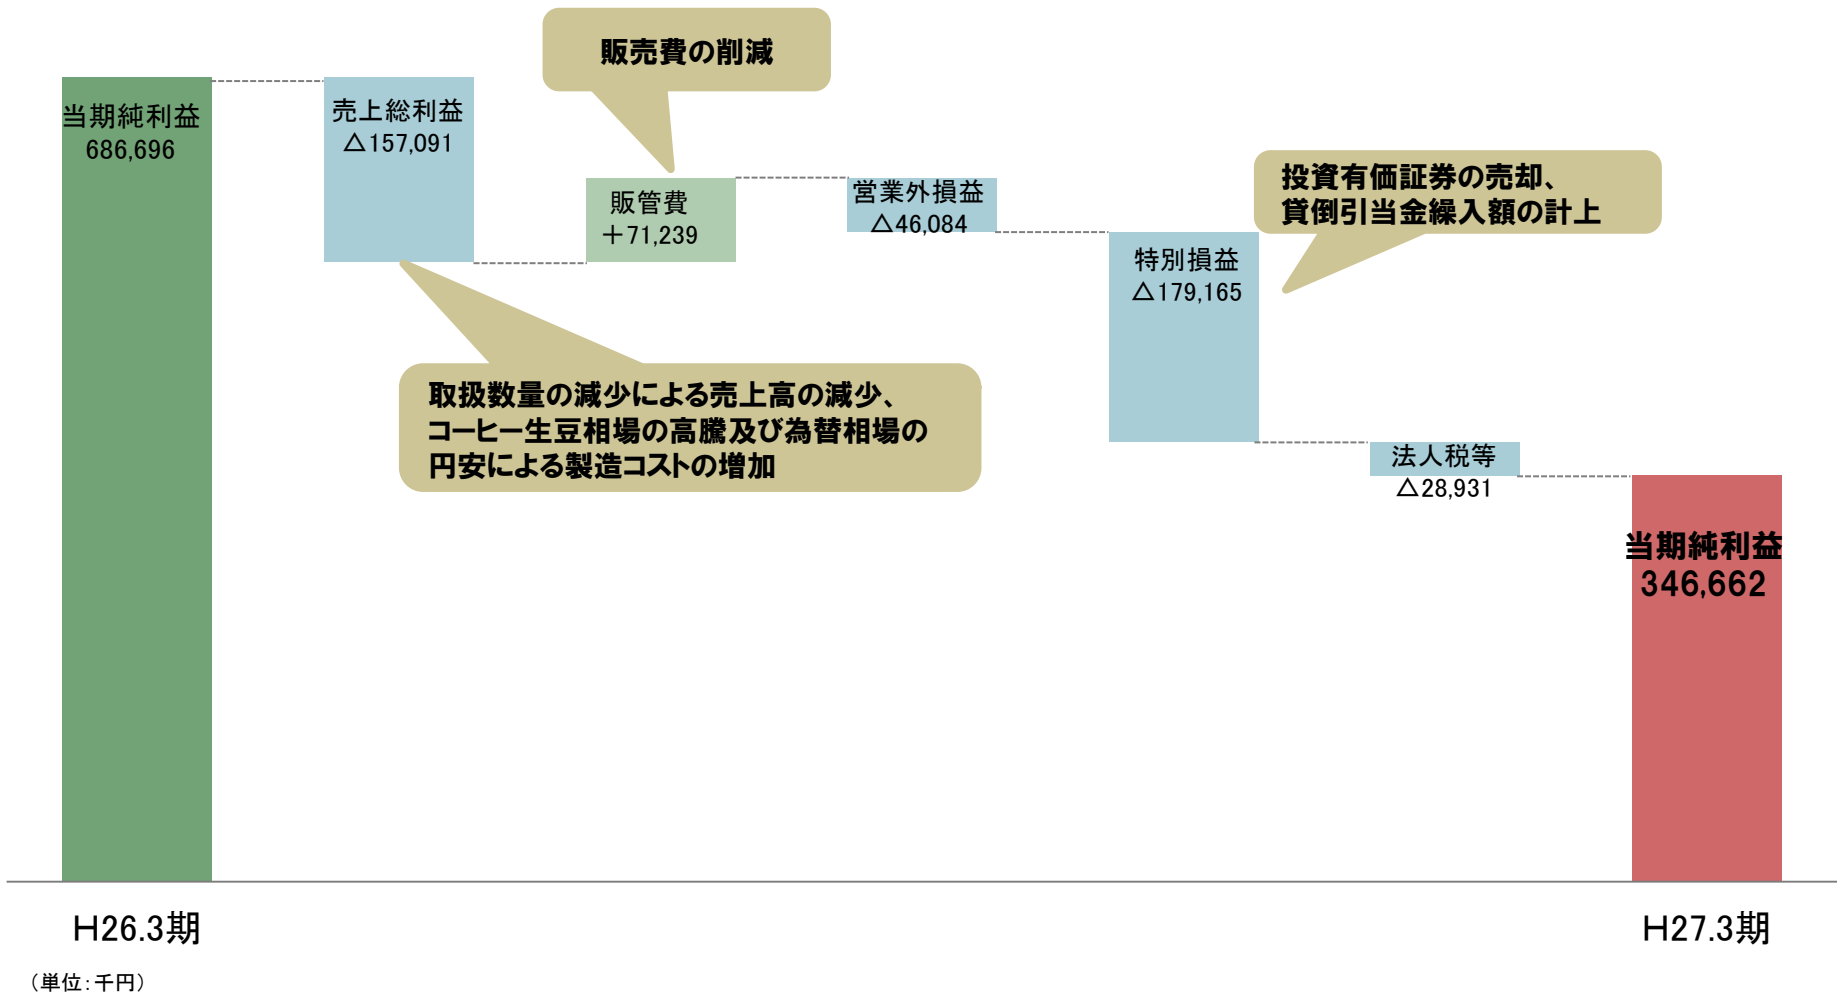 販売費の削減
当期純利益
686,696
売上総利益
△157,091
販管費
＋71,239
営業外損益
△46,084
投資有価証券の売却、
貸倒引当金繰入額の計上
特別損益
△179,165
取扱数量の減少による売上高の減少、
コーヒー生豆相場の高騰及び為替相場の
円安による製造コストの増加
法人税等
△28,931
当期純利益
346,662
H26.3期
H27.3期
（単位：千円）